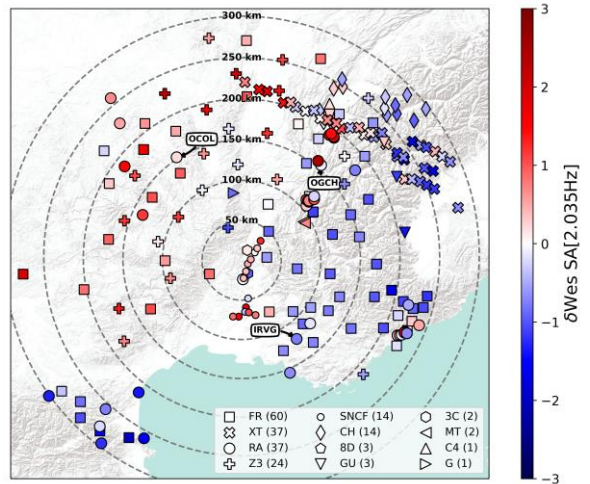 300 km
250 km
200 km
150 km
100 km
50 km
OCOL
OGCH
IRVG
FR (60)
XT (37)
RA (37)
Z3 (24)
SNCF (14)
CH (14)
8D (3)
GU (3)
3C (2)
MT (2)
C4 (1)
G (1)
3
2
1
0
−1
−2
−3
δWes SA[2.035Hz]